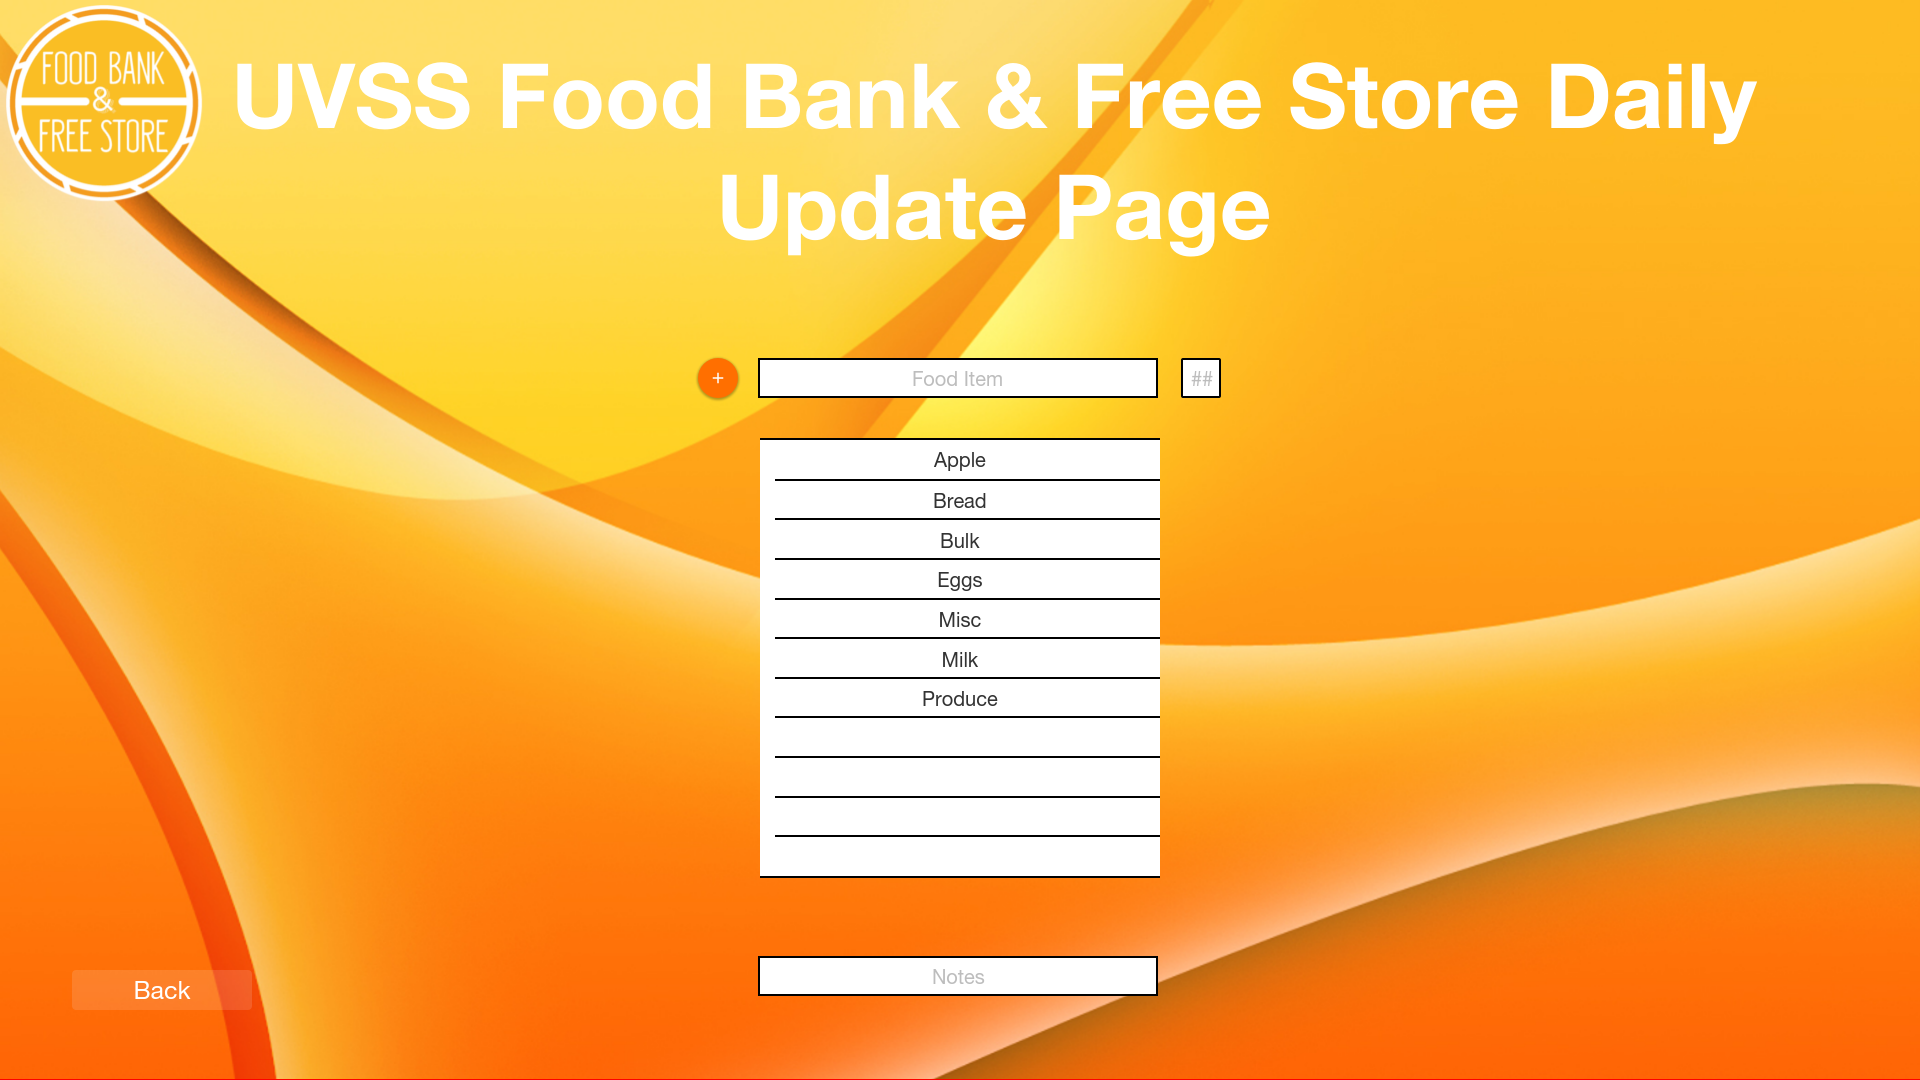 FOOD BANK
&
FREE STORE
UVSS Food Bank & Free Store Daily
Update Page
+
Food Item
##
Apple
Bread
Bulk
Eggs
Misc
Milk
Produce
Notes
Back